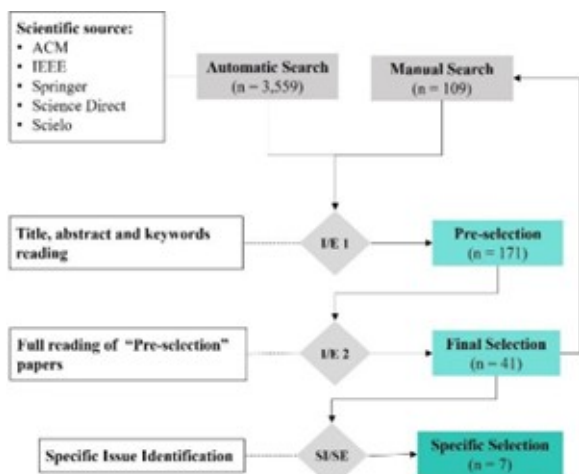 Scientific source:
• ACM
• IEEE
• Springer
• Science Direct
• Scielo
Automatic Search
(n = 3,559)
Manual Search
(n = 109)
Title, abstract and keywords
reading
I/E 1
Pre-selection
(n = 171)
Full reading of “Pre-selection”
papers
I/E 2
Final Selection
(n = 41)
Specific Issue Identification
SI/SE
Specific Selection
(n = 7)